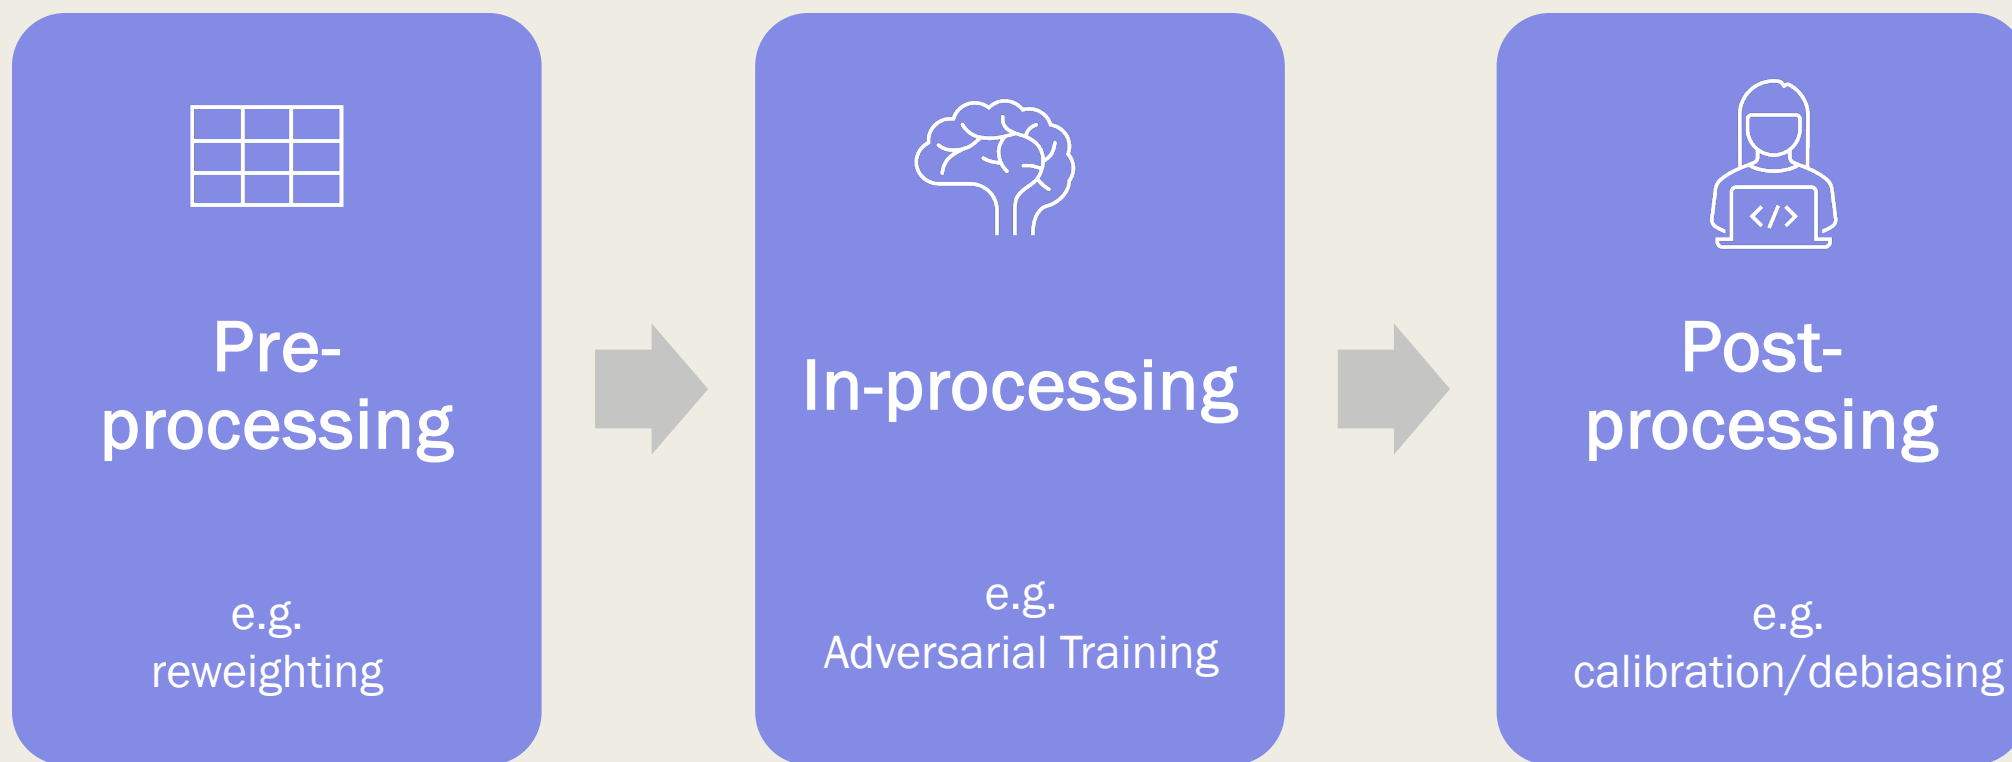 Pre-
processing
e.g.
reweighting
In-processing
e.g.
Adversarial Training
</>
Post-
processing
e.g.
calibration/debiasing